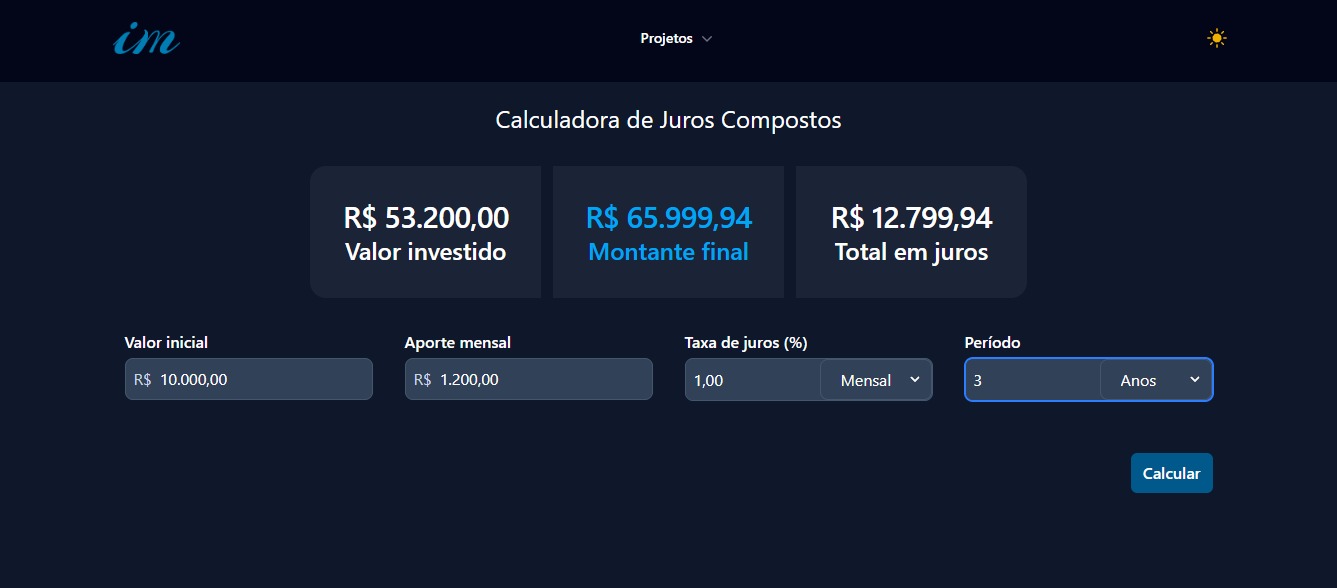 im
Projetos
Calculadora de Juros Compostos
R$ 53.200,00
Valor investido
R$ 65.999,94
Montante final
R$ 12.799,94
Total em juros
Valor inicial
R$ 10.000,00
Aporte mensal
R$ 1.200,00
Taxa de juros (%)
1,00 Mensal
Período
3 Anos
Calcular